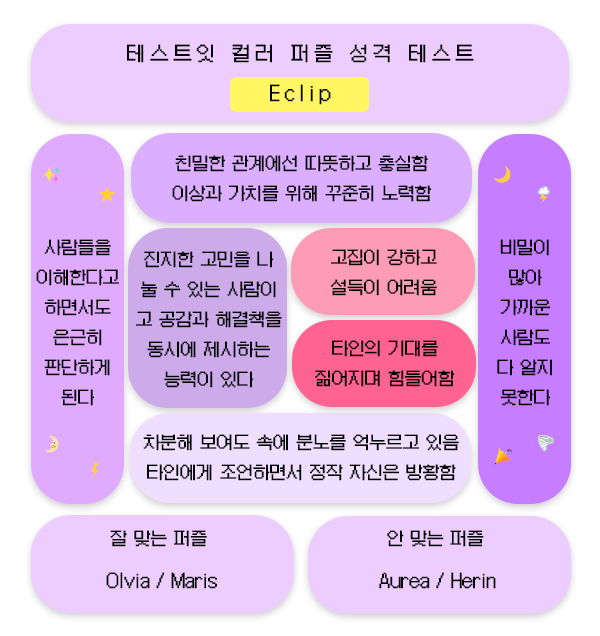 테스트잇 컬러 퍼즐 성격 테스트
Eclip
친밀한 관계에선 따뜻하고 충실함
이상과 가치를 위해 꾸준히 노력함
사람들을
이해한다고
하면서도
은근히
판단하게
된다
진지한 고민을 나
눌 수 있는 사람이
고 공감과 해결책을
동시에 제시하는
능력이 있다
고집이 강하고
설득이 어려움
타인의 기대를
짊어지며 힘들어함
비밀이
많아
가까운
사람도
다 알지
못한다
차분해 보여도 속에 분노를 억누르고 있음
타인에게 조언하면서 정작 자신은 방황함
잘 맞는 퍼즐
Olvia / Maris
안 맞는 퍼즐
Aurea / Herin